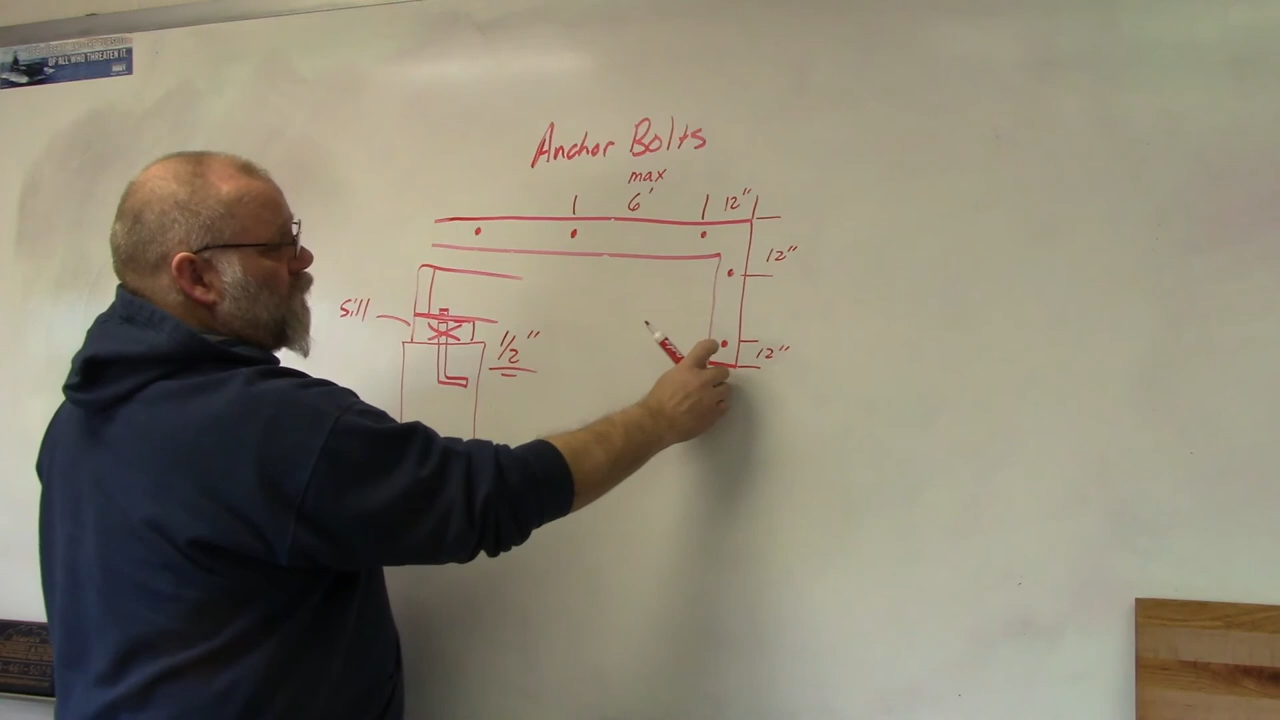 OF ALL WHO THREATEN IT.
Anchor Bolts
max
6' 12"
12"
sill
1/2"
12"